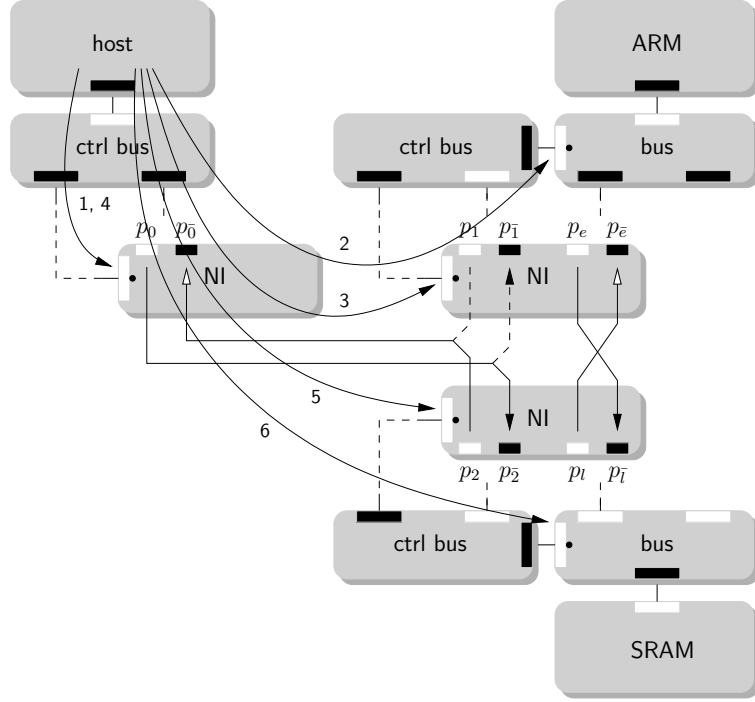 host
ARM
ctrl bus
ctrl bus
bus
1, 4
p₀ p₀̄
2
p₁ p₁̄ pₑ pₑ̄
NI
NI
3
5
NI
6
p₂ p₂̄ pₗ pₗ̄
ctrl bus
bus
SRAM